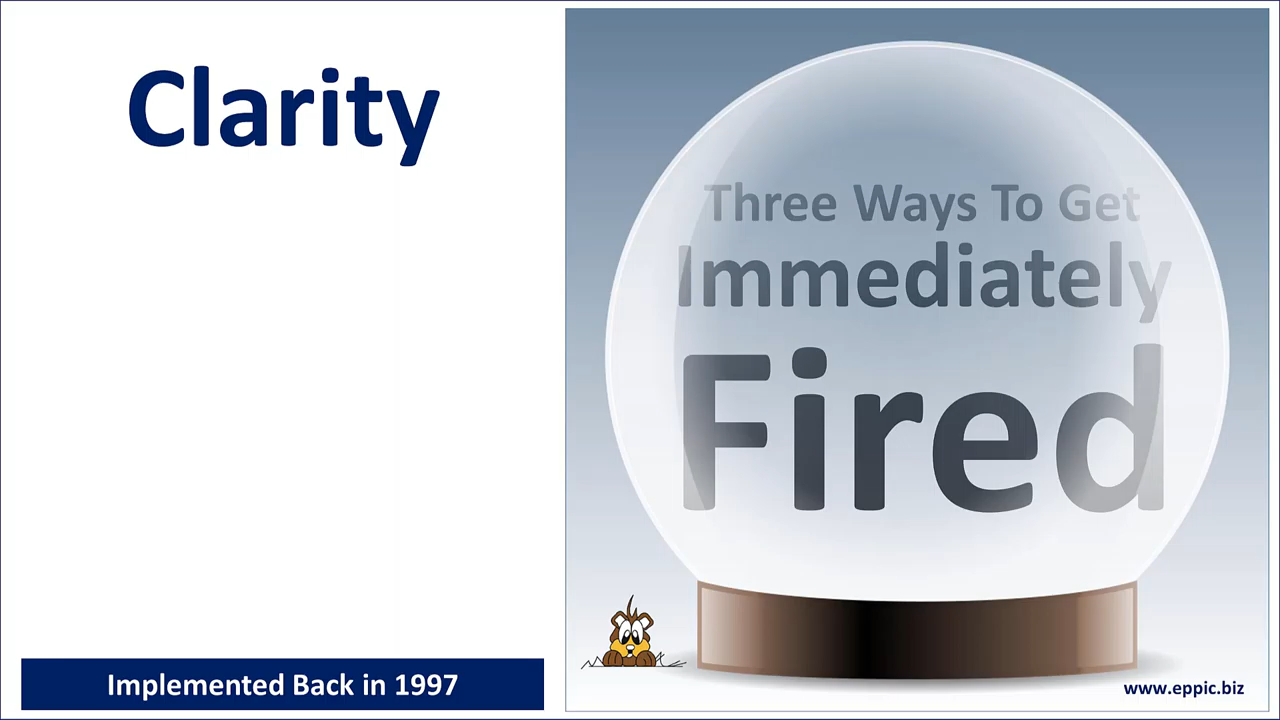 Clarity
Three Ways To Get
Immediately
Fired
Implemented Back in 1997
www.eppic.biz